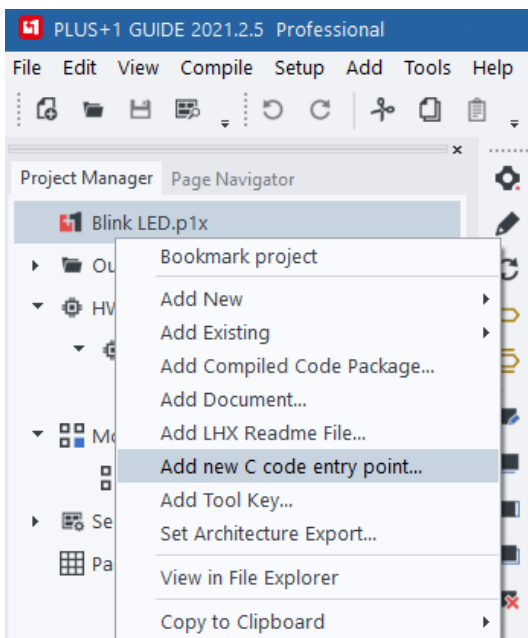 PLUS+1 GUIDE 2021.2.5 Professional
File Edit View Compile Setup Add Tools Help
Project Manager Page Navigator
Blink LED.p1x
Bookmark project
Add New
Add Existing
Add Compiled Code Package...
Add Document...
Add LHX Readme File...
Add new C code entry point...
Add Tool Key...
Set Architecture Export...
View in File Explorer
Copy to Clipboard